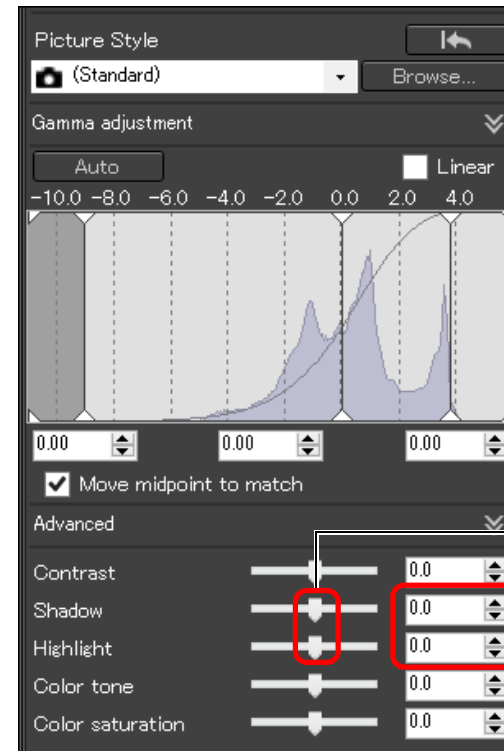 Picture Style
(Standard) Browse...
Gamma adjustment
Auto Linear
-10.0 -8.0 -6.0 -4.0 -2.0 0.0 2.0 4.0
0.00 0.00 0.00
Move midpoint to match
Advanced
Contrast 0.0
Shadow 0.0
Highlight 0.0
Color tone 0.0
Color saturation 0.0